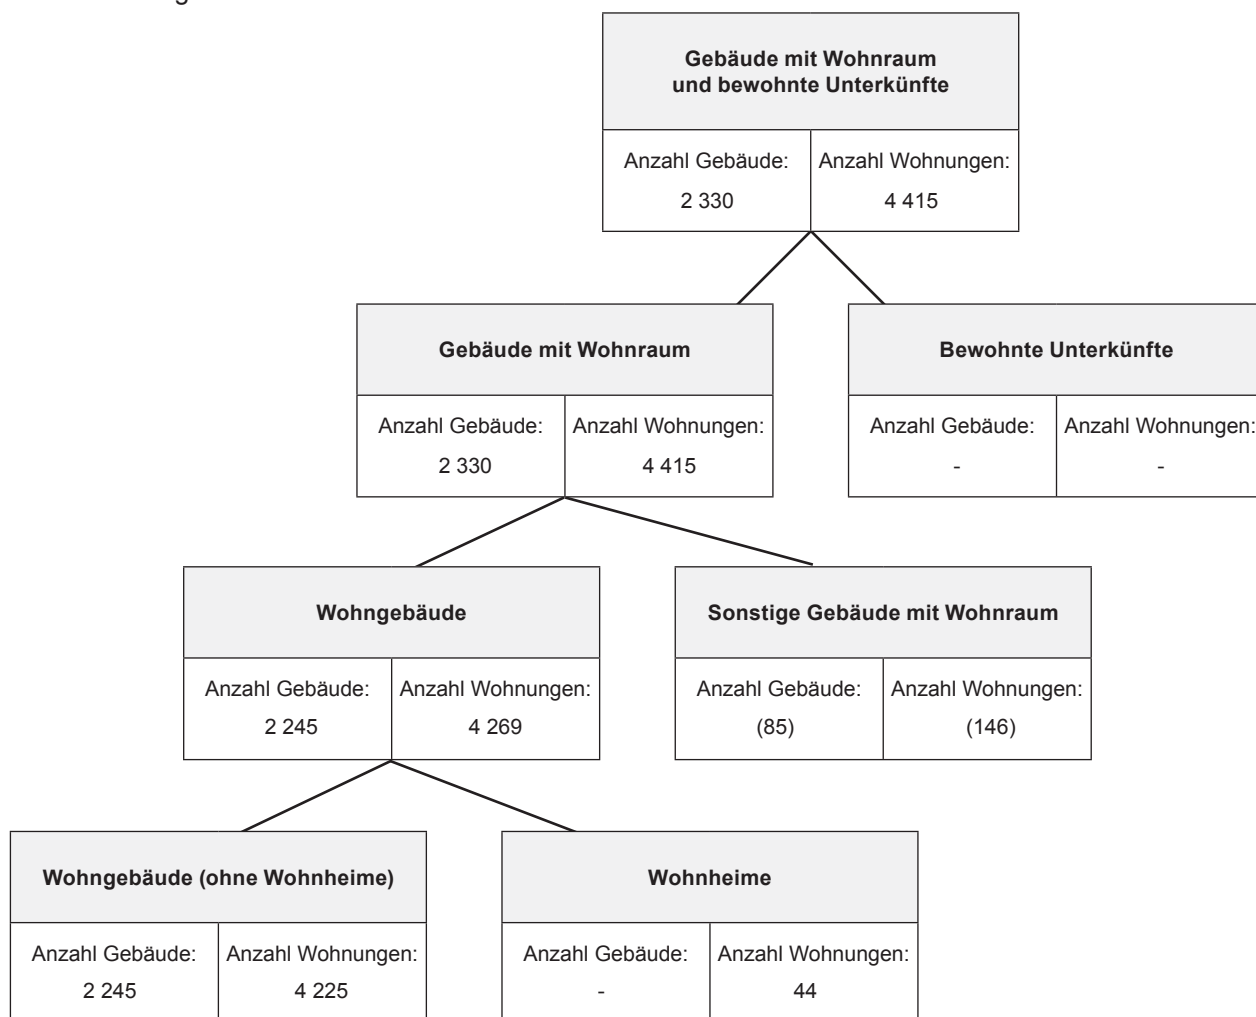 Gebäude mit Wohnraum
und bewohnte Unterkünfte
Anzahl Gebäude: Anzahl Wohnungen:
2 330 4 415
Gebäude mit Wohnraum Bewohnte Unterkünfte
Anzahl Gebäude: Anzahl Wohnungen: Anzahl Gebäude: Anzahl Wohnungen:
2 330 4 415 - -
Wohngebäude Sonstige Gebäude mit Wohnraum
Anzahl Gebäude: Anzahl Wohnungen: Anzahl Gebäude: Anzahl Wohnungen:
2 245 4 269 (85) (146)
Wohngebäude (ohne Wohnheime) Wohnheime
Anzahl Gebäude: Anzahl Wohnungen: Anzahl Gebäude: Anzahl Wohnungen:
2 245 4 225 - 44